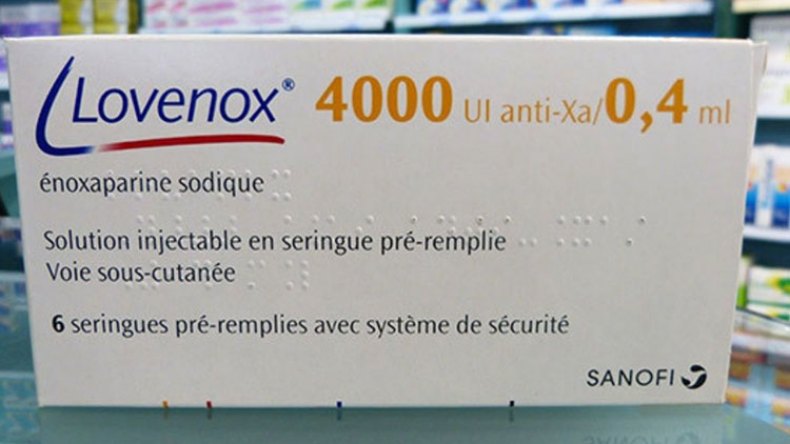 Lovenox® 4000 UI anti-Xa/0,4 ml
énoxaparine sodique
Solution injectable en seringue pré-remplie
Voie sous-cutanée
6 seringues pré-remplies avec système de sécurité
SANOFI